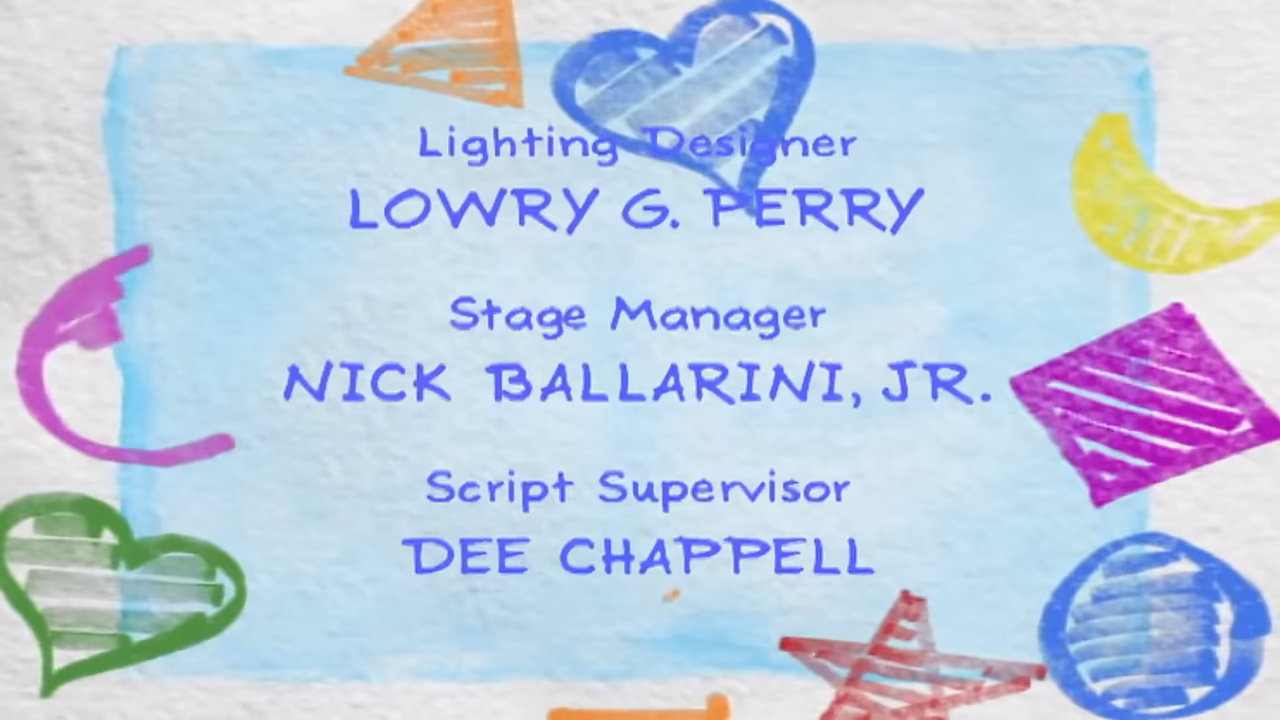 Lighting Designer
LOWRY G. PERRY
Stage Manager
NICK BALLARINI, JR.
Script Supervisor
DEE CHAPPELL